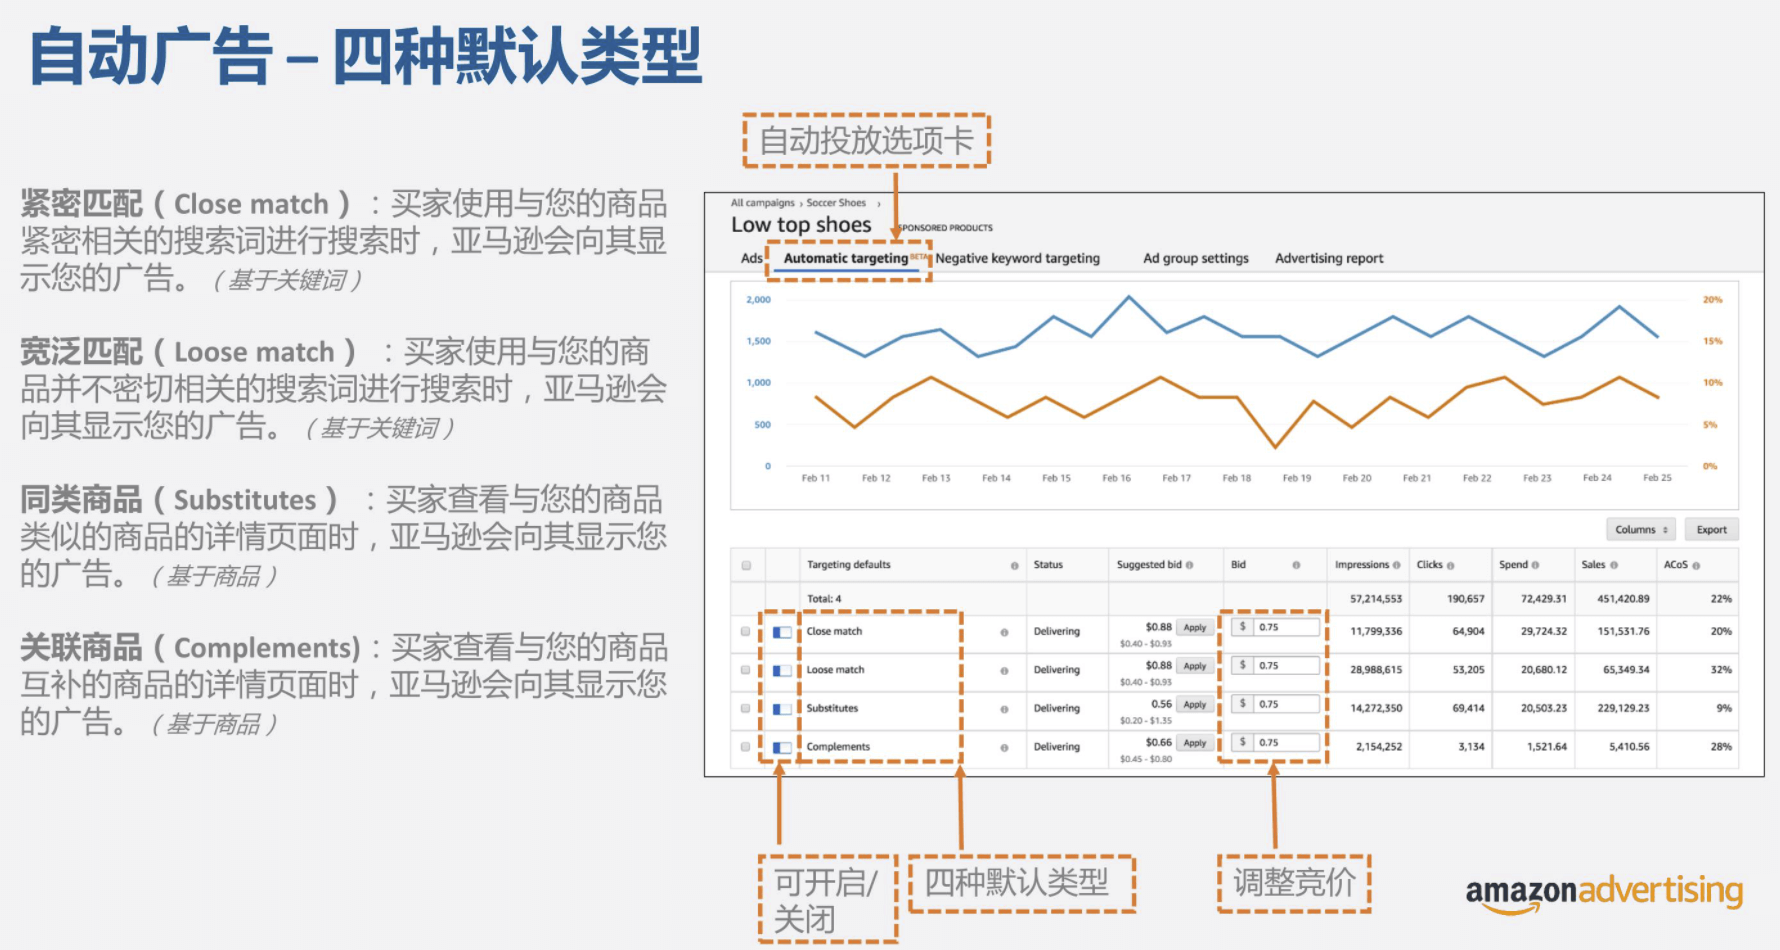 自动广告 – 四种默认类型
自动投放选项卡
紧密匹配（Close match）：买家使用与您的商品
紧密相关的搜索词进行搜索时，亚马逊会向其显
示您的广告。（基于关键词）
宽泛匹配（Loose match） ：买家使用与您的商
品并不密切相关的搜索词进行搜索时，亚马逊会
向其显示您的广告。（基于关键词）
同类商品（Substitutes） ：买家查看与您的商品
类似的商品的详情页面时，亚马逊会向其显示您
的广告。（基于商品）
关联商品（Complements)：买家查看与您的商品
互补的商品的详情页面时，亚马逊会向其显示您
的广告。（基于商品）
All campaigns › Soccer Shoes ›
Low top shoes SPONSORED PRODUCTS
Ads Automatic targeting BETA Negative keyword targeting Ad group settings Advertising report
2,000 20%
1,500 15%
1,000 10%
500 5%
0 0%
Feb 11 Feb 12 Feb 13 Feb 14 Feb 15 Feb 16 Feb 17 Feb 18 Feb 19 Feb 20 Feb 21 Feb 22 Feb 23 Feb 24 Feb 25
Columns Export
Targeting defaults Status Suggested bid Bid Impressions Clicks Spend Sales ACoS
Total: 4 57,214,553 190,657 72,429.31 451,420.89 22%
Close match Delivering $0.88 Apply $ 0.75 11,799,336 64,904 29,724.32 151,531.76 20%
$0.40 - $0.93
Loose match Delivering $0.88 Apply $ 0.75 28,988,615 53,205 20,680.12 65,349.34 32%
$0.40 - $0.93
Substitutes Delivering 0.56 Apply $ 0.75 14,272,350 69,414 20,503.23 229,129.23 9%
$0.20 - $1.35
Complements Delivering $0.66 Apply $ 0.75 2,154,252 3,134 1,521.64 5,410.56 28%
$0.45 - $0.80
可开启/
关闭
四种默认类型
调整竞价
amazonadvertising